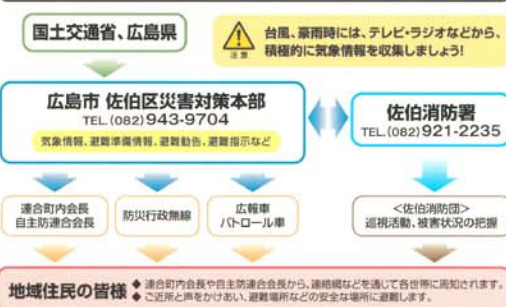 国土交通省、広島県
注意
台風、豪雨時には、テレビ・ラジオなどから、
積極的に気象情報を収集しましょう!
広島市 佐伯区災害対策本部
TEL.(082)943-9704
気象情報、避難準備情報、避難勧告、避難指示など
佐伯消防署
TEL.(082)921-2235
連合町内会長
自主防連合会長
防災行政無線
広報車
パトロール車
<佐伯消防団>
巡視活動、被害状況の把握
地域住民の皆様
◆ 連合町内会長や自主防連合会長から、連絡網などを通じて各世帯に周知されます。
◆ ご近所と声をかけあい、避難場所などの安全な場所に避難します。